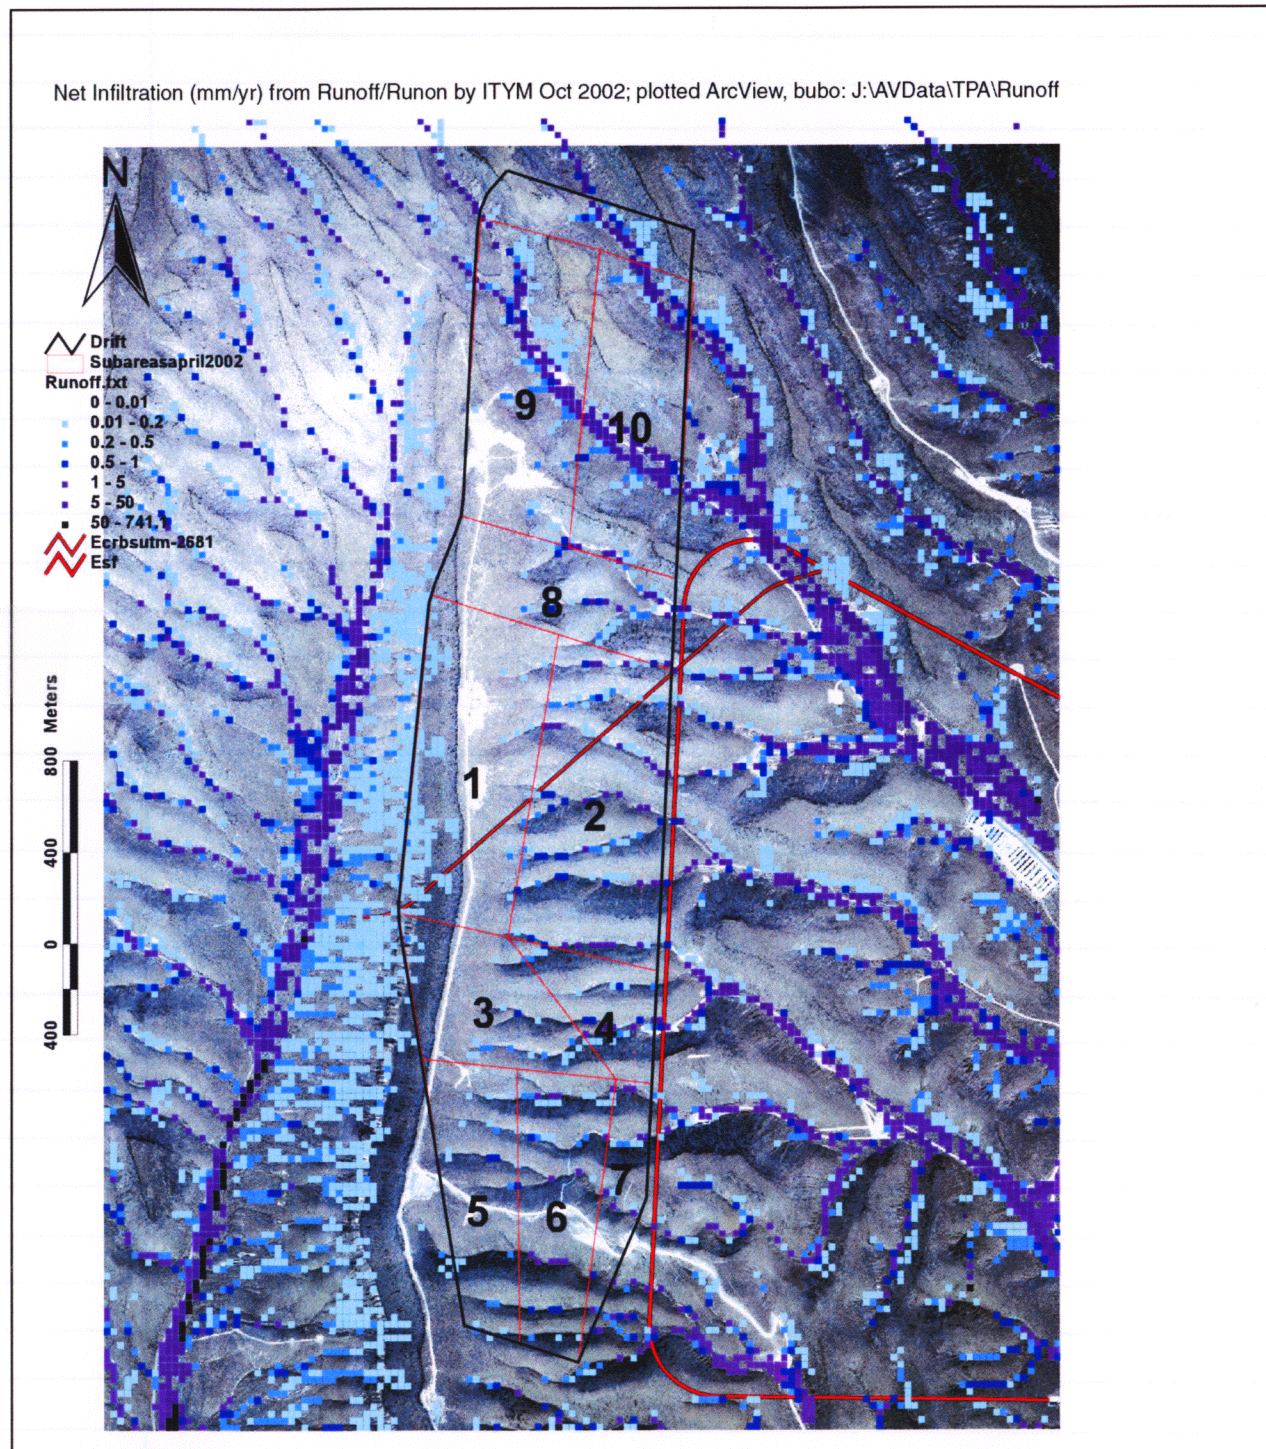 Net Infiltration (mm/yr) from Runoff/Runon by ITYM Oct 2002; plotted ArcView, bubo: J:\AVData\TPA\Runoff
N
Drift
Subareasapril2002
Runoff.txt
0 - 0.01
0.01 - 0.2
0.2 - 0.5
0.5 - 1
1 - 5
5 - 50
50 - 741.1
Ecrbsutm-2681
Esf
9
10
8
1
2
3
4
5
6
7
800 Meters
400
0
400